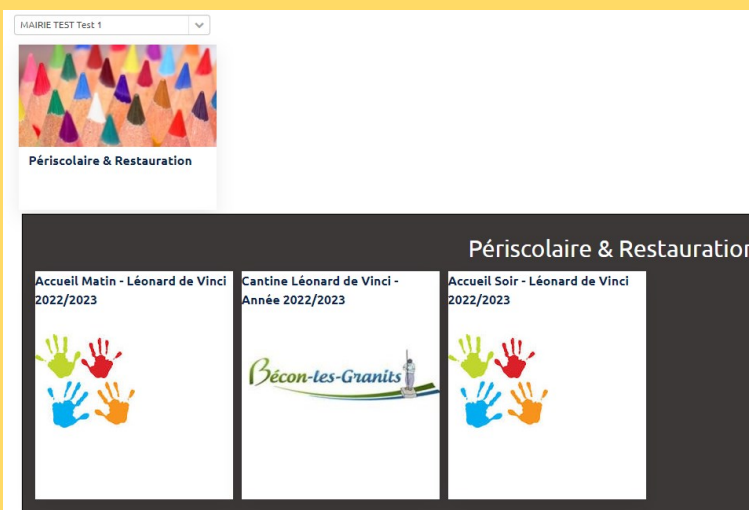 MAIRIE TEST Test 1
Périscolaire & Restauration
Périscolaire & Restauration
Accueil Matin - Léonard de Vinci
2022/2023
Cantine Léonard de Vinci -
Année 2022/2023
Bécon-les-Granits
Accueil Soir - Léonard de Vinci
2022/2023